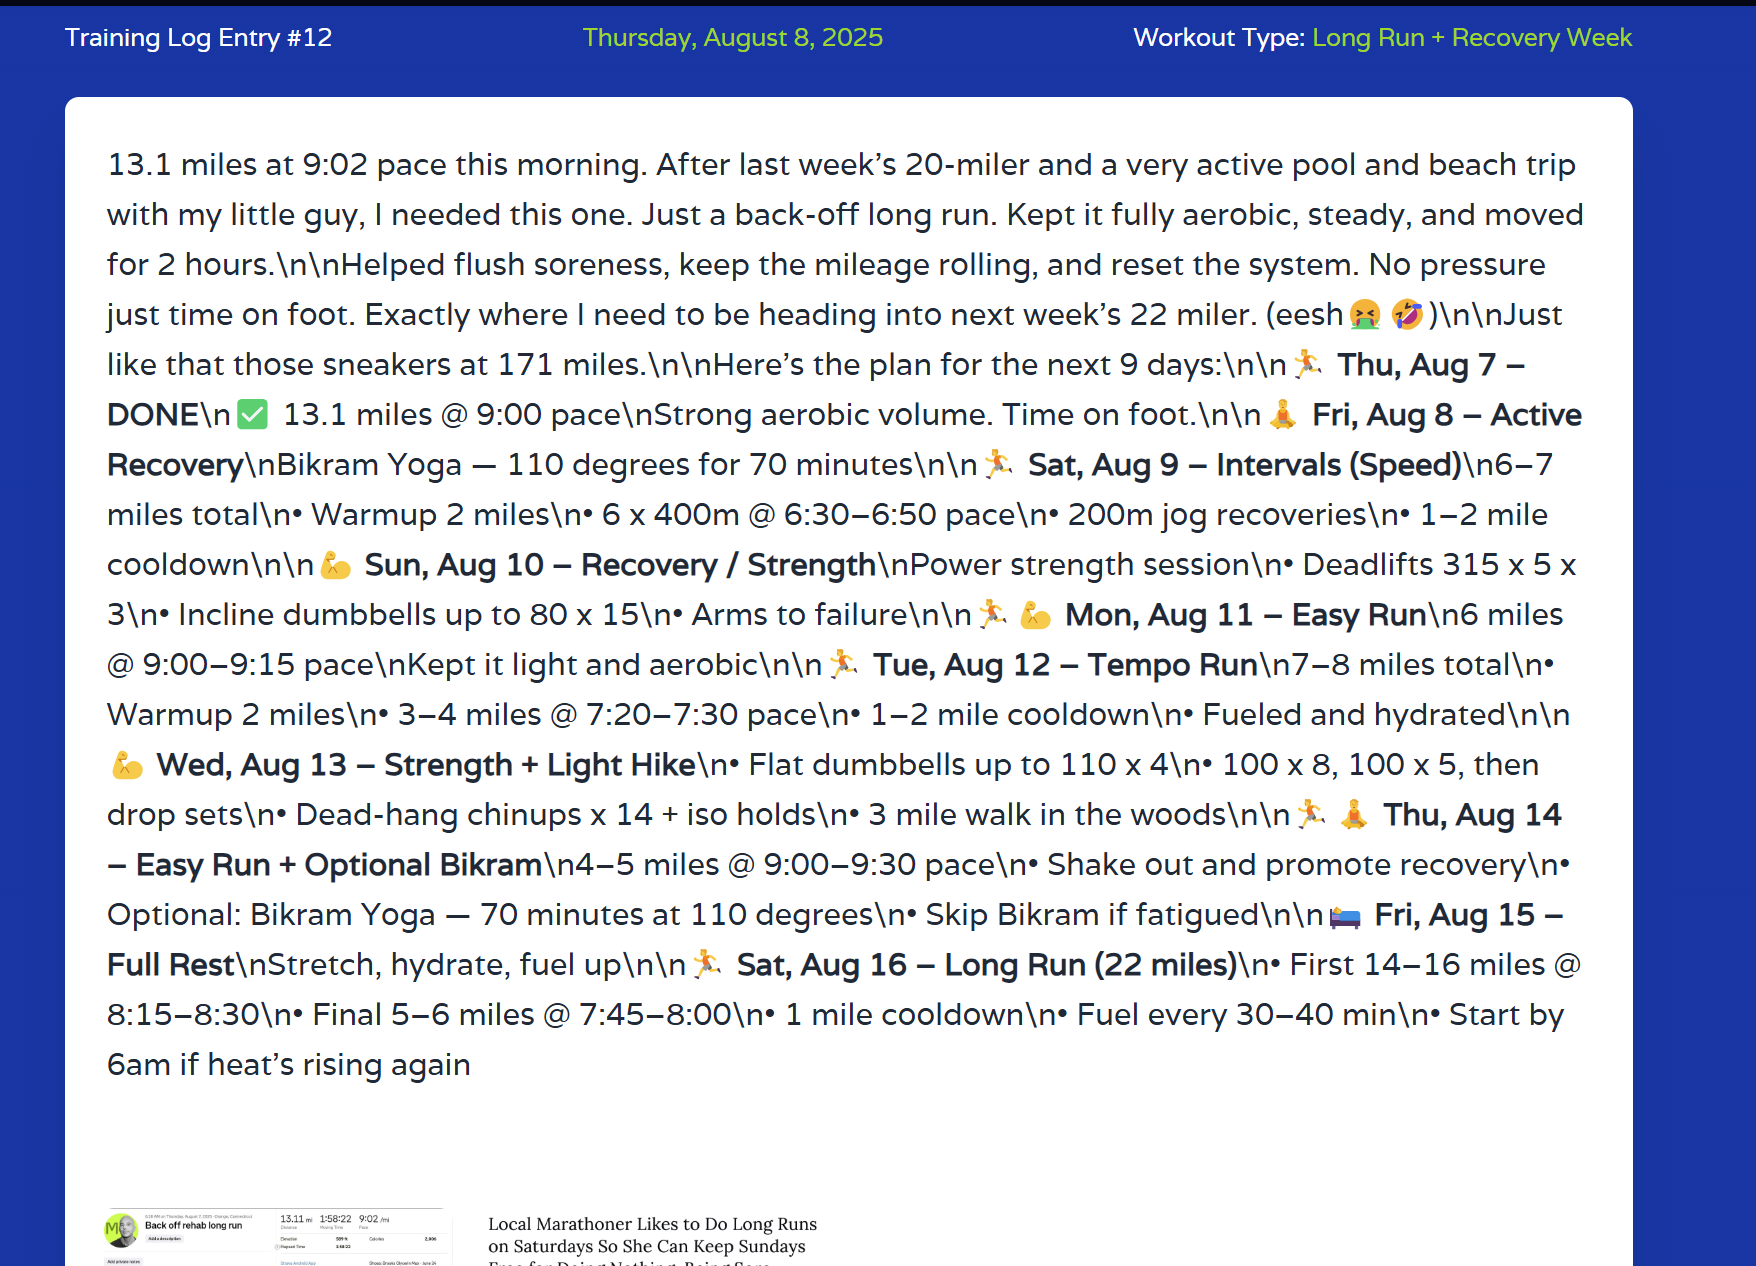 Training Log Entry #12
Thursday, August 8, 2025
Workout Type: Long Run + Recovery Week
13.1 miles at 9:02 pace this morning. After last week’s 20-miler and a very active pool and beach trip
with my little guy, I needed this one. Just a back-off long run. Kept it fully aerobic, steady, and moved
for 2 hours.\n\nHelped flush soreness, keep the mileage rolling, and reset the system. No pressure
just time on foot. Exactly where I need to be heading into next week’s 22 miler. (eesh🤮 🤣)\n\nJust
like that those sneakers at 171 miles.\n\nHere’s the plan for the next 9 days:\n\n🏃 Thu, Aug 7 –
DONE\n✅ 13.1 miles @ 9:00 pace\nStrong aerobic volume. Time on foot.\n\n🧘 Fri, Aug 8 – Active
Recovery\nBikram Yoga — 110 degrees for 70 minutes\n\n🏃 Sat, Aug 9 – Intervals (Speed)\n6–7
miles total\n• Warmup 2 miles\n• 6 x 400m @ 6:30–6:50 pace\n• 200m jog recoveries\n• 1–2 mile
cooldown\n\n💪 Sun, Aug 10 – Recovery / Strength\nPower strength session\n• Deadlifts 315 x 5 x
3\n• Incline dumbbells up to 80 x 15\n• Arms to failure\n\n🏃 💪 Mon, Aug 11 – Easy Run\n6 miles
@ 9:00–9:15 pace\nKept it light and aerobic\n\n🏃 Tue, Aug 12 – Tempo Run\n7–8 miles total\n•
Warmup 2 miles\n• 3–4 miles @ 7:20–7:30 pace\n• 1–2 mile cooldown\n• Fueled and hydrated\n\n
💪 Wed, Aug 13 – Strength + Light Hike\n• Flat dumbbells up to 110 x 4\n• 100 x 8, 100 x 5, then
drop sets\n• Dead-hang chinups x 14 + iso holds\n• 3 mile walk in the woods\n\n🏃 🧘 Thu, Aug 14
– Easy Run + Optional Bikram\n4–5 miles @ 9:00–9:30 pace\n• Shake out and promote recovery\n•
Optional: Bikram Yoga — 70 minutes at 110 degrees\n• Skip Bikram if fatigued\n\n🛌 Fri, Aug 15 –
Full Rest\nStretch, hydrate, fuel up\n\n🏃 Sat, Aug 16 – Long Run (22 miles)\n• First 14–16 miles @
8:15–8:30\n• Final 5–6 miles @ 7:45–8:00\n• 1 mile cooldown\n• Fuel every 30–40 min\n• Start by
6am if heat’s rising again
Back off rehab long run
Add a description
Add private notes
13.11 mi 1:58:22 9:02 /mi
Distance Moving Time Pace
Elevation Calories
Elapsed Time 1:58:22
Local Marathoner Likes to Do Long Runs
on Saturdays So She Can Keep Sundays